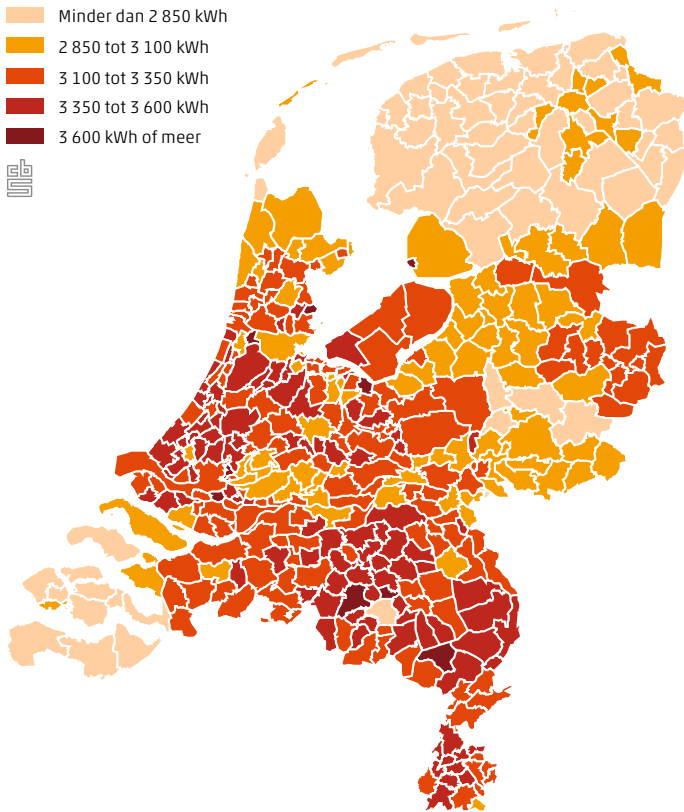 Minder dan 2 850 kWh
2 850 tot 3 100 kWh
3 100 tot 3 350 kWh
3 350 tot 3 600 kWh
3 600 kWh of meer
cbs